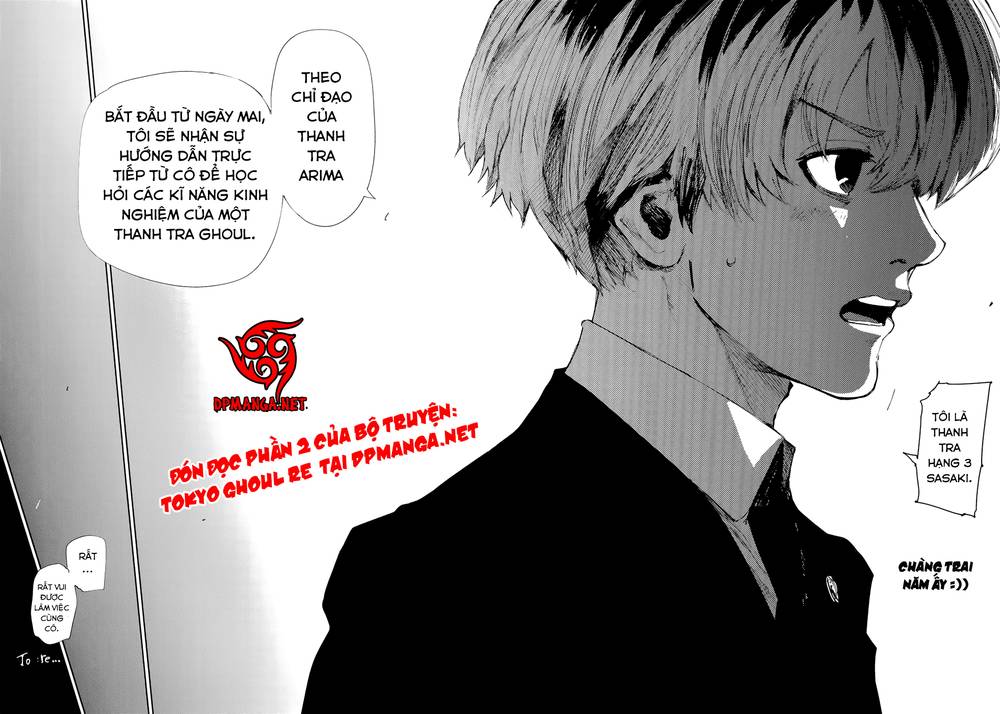 TÔI LÀ
THANH
TRA
HẠNG 3
SASAKI.
CHÀNG TRAI
NĂM ẤY =))
THEO
CHỈ ĐẠO
CỦA
THANH
TRA
ARIMA
BẮT ĐẦU TỪ NGÀY MAI,
TÔI SẼ NHẬN SỰ
HƯỚNG DẪN TRỰC
TIẾP TỪ CÔ ĐỂ HỌC
HỎI CÁC KĨ NĂNG KINH
NGHIỆM CỦA MỘT
THANH TRA GHOUL.
DPMANGA.NET.
ĐÓN ĐỌC PHẦN 2 CỦA BỘ TRUYỆN:
TOKYO GHOUL RE TẠI DPMANGA.NET
RẤT
...
RẤT VUI
ĐƯỢC
LÀM VIỆC
CÙNG
CÔ.
To :re...